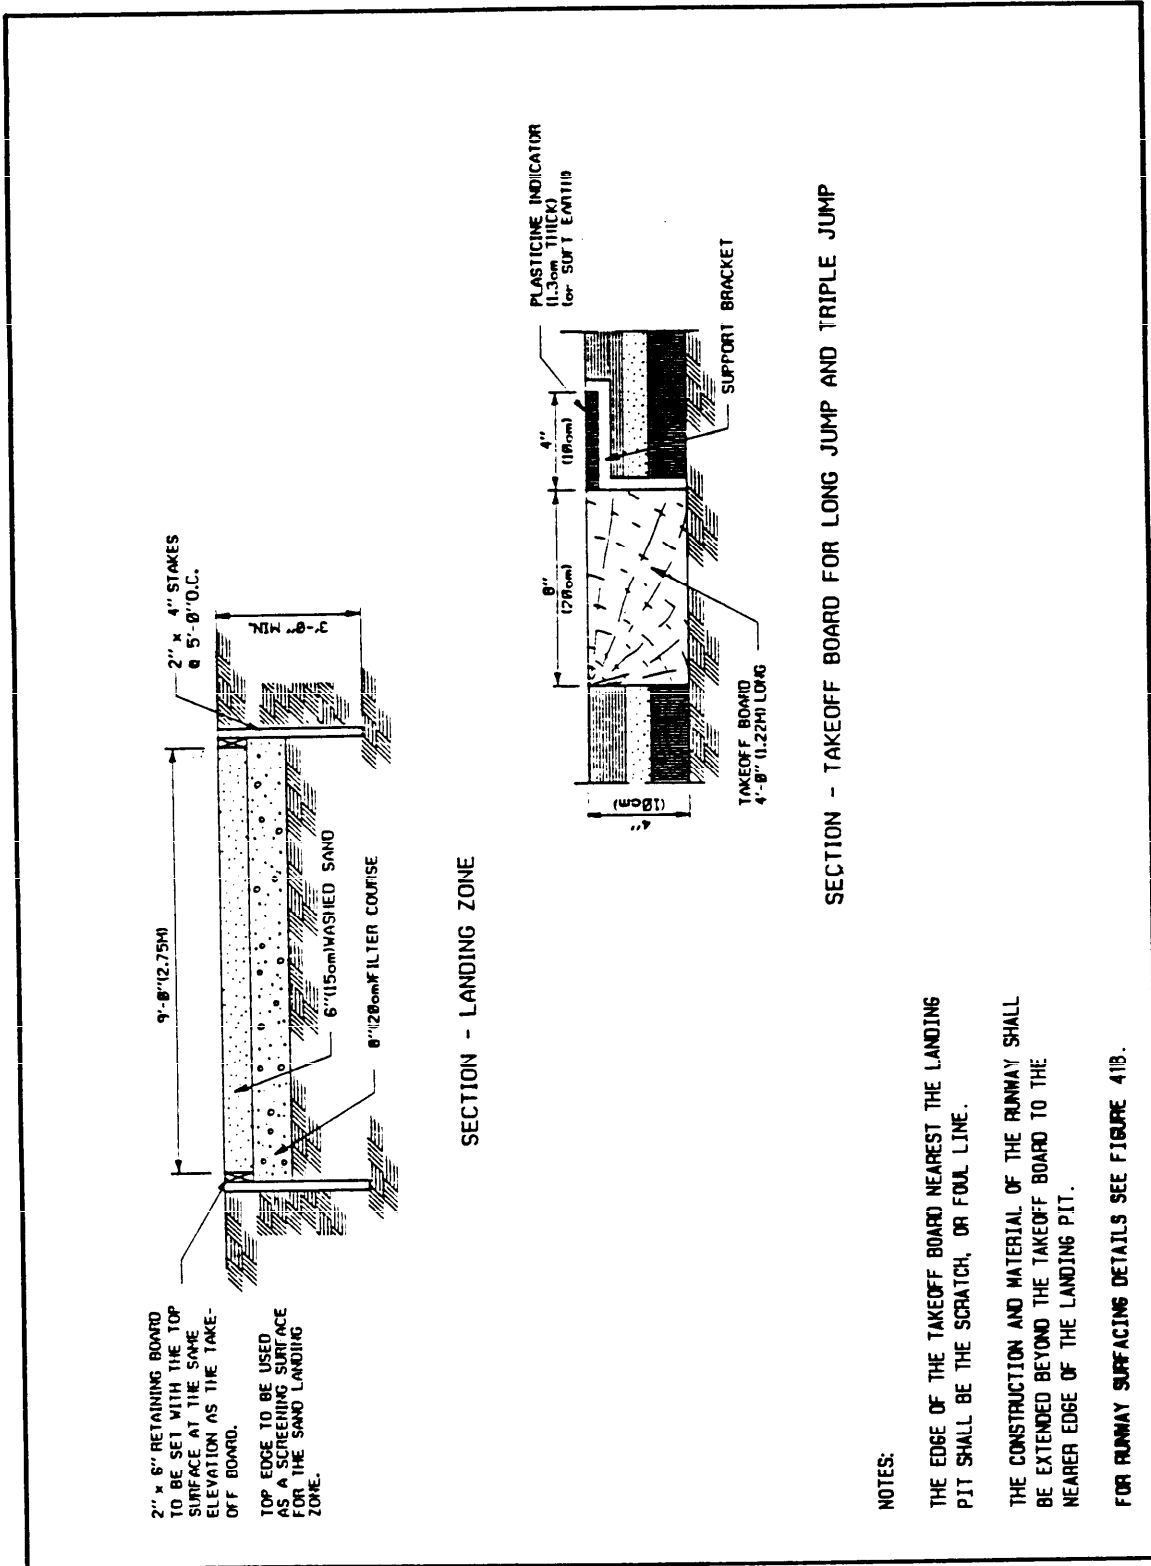 2" x 6" RETAINING BOARD
TO BE SET WITH THE TOP
SURFACE AT THE SAME
ELEVATION AS THE TAKE-
OFF BOARD.
TOP EDGE TO BE USED
AS A SCREENING SURFACE
FOR THE SAND LANDING
ZONE.
9'-0"(2.75M)
2" x 4" STAKES
@ 5'-0"O.C.
3'-0" MIN.
6"(15cm)WASHED SAND
8"(20cm)FILTER COURSE
SECTION - LANDING ZONE
PLASTICINE INDICATOR
(1.3cm THICK)
(or SOFT EARTH)
4"
(10cm)
8"
(20cm)
4"
(10cm)
SUPPORT BRACKET
TAKEOFF BOARD
4'-0" (1.22M) LONG
SECTION - TAKEOFF BOARD FOR LONG JUMP AND TRIPLE JUMP
NOTES:
THE EDGE OF THE TAKEOFF BOARD NEAREST THE LANDING
PIT SHALL BE THE SCRATCH, OR FOUL LINE.
THE CONSTRUCTION AND MATERIAL OF THE RUNWAY SHALL
BE EXTENDED BEYOND THE TAKEOFF BOARD TO THE
NEARER EDGE OF THE LANDING PIT.
FOR RUNWAY SURFACING DETAILS SEE FIGURE 41B.